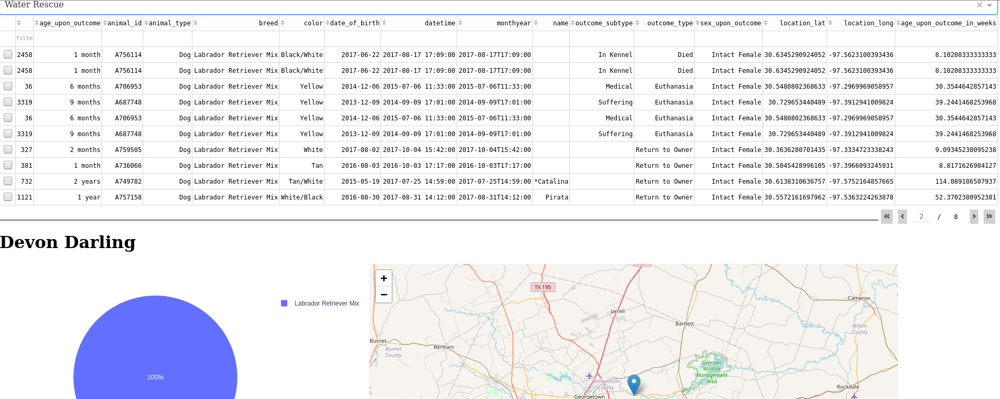 Water Rescue
age_upon_outcome animal_id animal_type breed color date_of_birth datetime monthyear name outcome_subtype outcome_type sex_upon_outcome location_lat location_long age_upon_outcome_in_weeks
filte
2458 1 month A756114 Dog Labrador Retriever Mix Black/White 2017-06-22 2017-08-17 17:09:00 2017-08-17T17:09:00 In Kennel Died Intact Female 30.6345290924052 -97.5623100393436 8.10208333333333
2458 1 month A756114 Dog Labrador Retriever Mix Black/White 2017-06-22 2017-08-17 17:09:00 2017-08-17T17:09:00 In Kennel Died Intact Female 30.6345290924052 -97.5623100393436 8.10208333333333
36 6 months A706953 Dog Labrador Retriever Mix Yellow 2014-12-06 2015-07-06 11:33:00 2015-07-06T11:33:00 Medical Euthanasia Intact Female 30.5480802368633 -97.2969969058957 30.3544642857143
3319 9 months A687748 Dog Labrador Retriever Mix Yellow 2013-12-09 2014-09-09 17:01:00 2014-09-09T17:01:00 Suffering Euthanasia Intact Female 30.729653440489 -97.3912941009824 39.2441468253968
36 6 months A706953 Dog Labrador Retriever Mix Yellow 2014-12-06 2015-07-06 11:33:00 2015-07-06T11:33:00 Medical Euthanasia Intact Female 30.5480802368633 -97.2969969058957 30.3544642857143
3319 9 months A687748 Dog Labrador Retriever Mix Yellow 2013-12-09 2014-09-09 17:01:00 2014-09-09T17:01:00 Suffering Euthanasia Intact Female 30.729653440489 -97.3912941009824 39.2441468253968
327 2 months A759505 Dog Labrador Retriever Mix White 2017-08-02 2017-10-04 15:42:00 2017-10-04T15:42:00 Return to Owner Intact Female 30.3636280701435 -97.3334723338243 9.09345238095238
381 1 month A736066 Dog Labrador Retriever Mix Tan 2016-08-03 2016-10-03 17:17:00 2016-10-03T17:17:00 Return to Owner Intact Female 30.5045428996105 -97.3966093245931 8.8171626984127
732 2 years A749782 Dog Labrador Retriever Mix Tan/White 2015-05-19 2017-07-25 14:59:00 2017-07-25T14:59:00 *Catalina Return to Owner Intact Female 30.6138310636757 -97.5752164857665 114.089186507937
1121 1 year A757158 Dog Labrador Retriever Mix White/Black 2016-08-30 2017-08-31 14:12:00 2017-08-31T14:12:00 Pirata Return to Owner Intact Female 30.5572161697962 -97.5363224263878 52.3702380952381
2 / 8
Devon Darling
Labrador Retriever Mix
100%
+
−
TX 195
Cameron
Jarrell
Bartlett
Milam
County
Burnet
Bertram
Burnet
County
Granger
Wildlife
Management
Area
Williamson
County
Rockdale
Georgetown